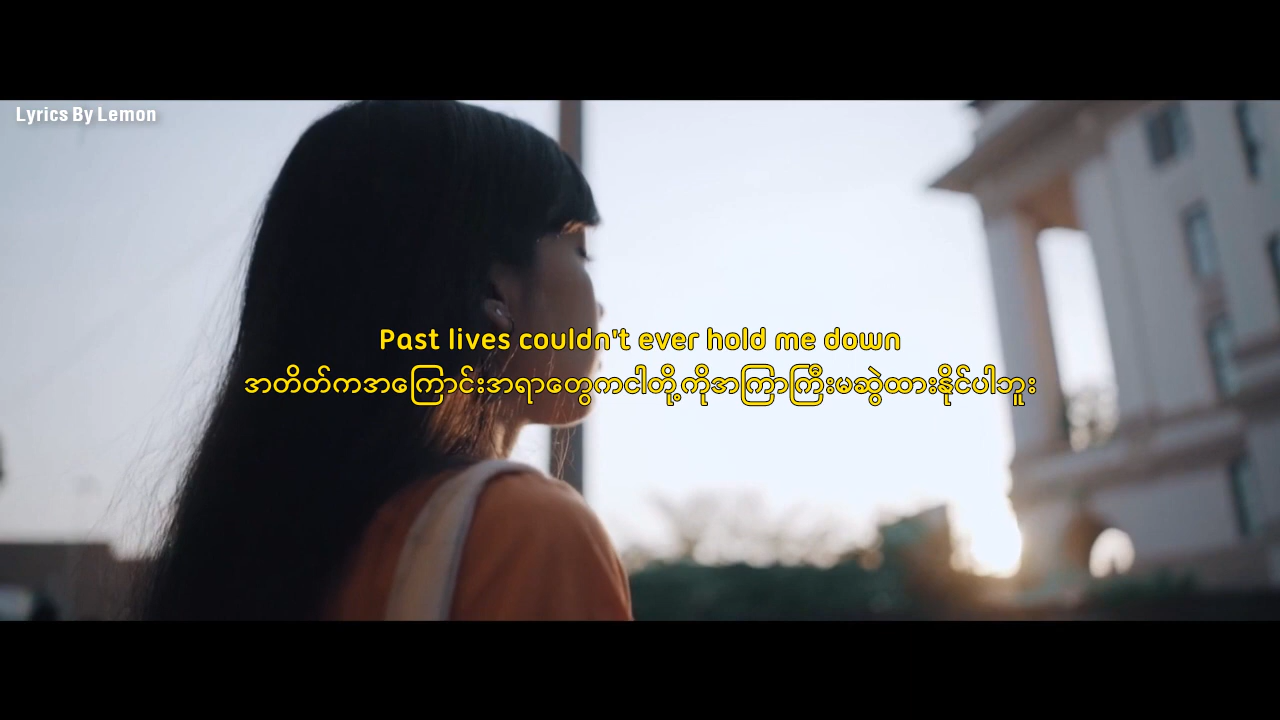 Lyrics By Lemon
Past lives couldn't ever hold me down
အတိတ်ကအကြောင်းအရာတွေကငါတို့ကိုအကြာကြီးမဆွဲထားနိုင်ပါဘူး